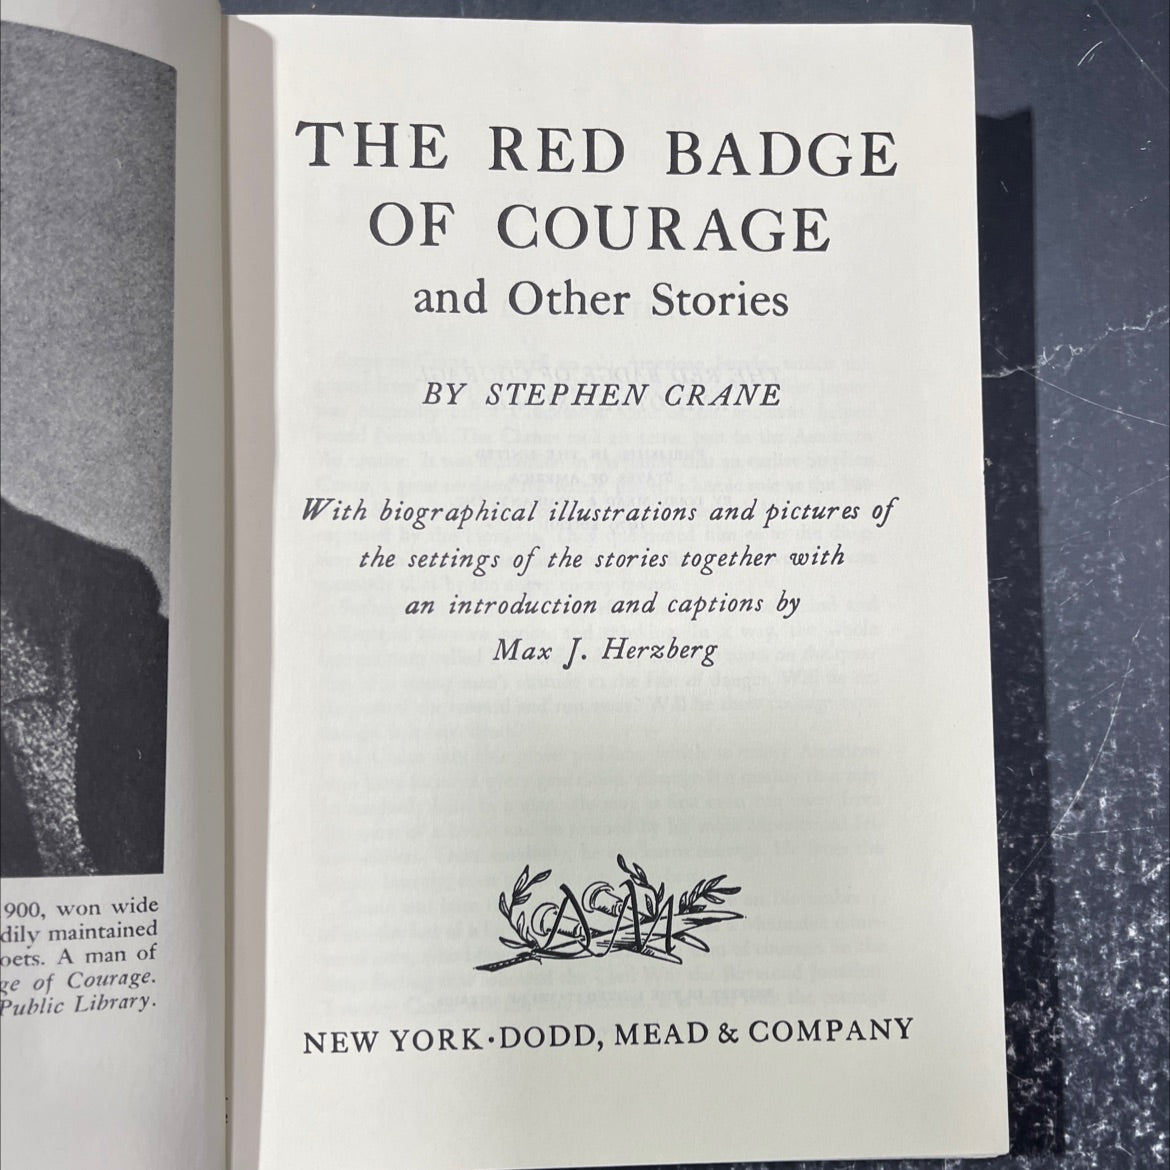 900, won wide
dily maintained
oets. A man of
ge of Courage.
Public Library.
THE RED BADGE
OF COURAGE
and Other Stories
BY STEPHEN CRANE
With biographical illustrations and pictures of
the settings of the stories together with
an introduction and captions by
Max J. Herzberg
DM
NEW YORK·DODD, MEAD & COMPANY